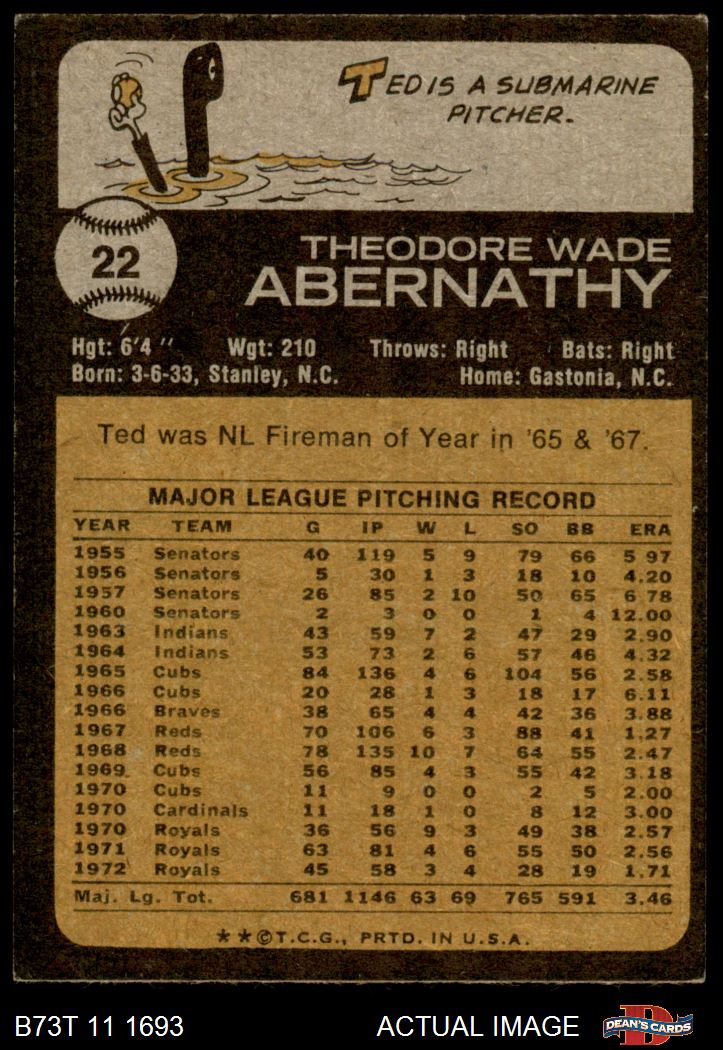 TED IS A SUBMARINE
PITCHER.
22
THEODORE WADE
ABERNATHY
Hgt: 6'4" Wgt: 210 Throws: Right Bats: Right
Born: 3-6-33, Stanley, N.C. Home: Gastonia, N.C.
Ted was NL Fireman of Year in '65 & '67.
MAJOR LEAGUE PITCHING RECORD
YEAR TEAM G IP W L SO BB ERA
1955 Senators 40 119 5 9 79 66 5 97
1956 Senators 5 30 1 3 18 10 4.20
1957 Senators 26 85 2 10 50 65 6 78
1960 Senators 2 3 0 0 1 4 12.00
1963 Indians 43 59 7 2 47 29 2.90
1964 Indians 53 73 2 6 57 46 4.32
1965 Cubs 84 136 4 6 104 56 2.58
1966 Cubs 20 28 1 3 18 17 6.11
1966 Braves 38 65 4 4 42 36 3.88
1967 Reds 70 106 6 3 88 41 1.27
1968 Reds 78 135 10 7 64 55 2.47
1969 Cubs 56 85 4 3 55 42 3.18
1970 Cubs 11 9 0 0 2 5 2.00
1970 Cardinals 11 18 1 0 8 12 3.00
1970 Royals 36 56 9 3 49 38 2.57
1971 Royals 63 81 4 6 55 50 2.56
1972 Royals 45 58 3 4 28 19 1.71
Maj. Lg. Tot. 681 1146 63 69 765 591 3.46
**©T.C.G., PRTD. IN U.S.A.
B73T 11 1693 ACTUAL IMAGE DEAN'S CARDS